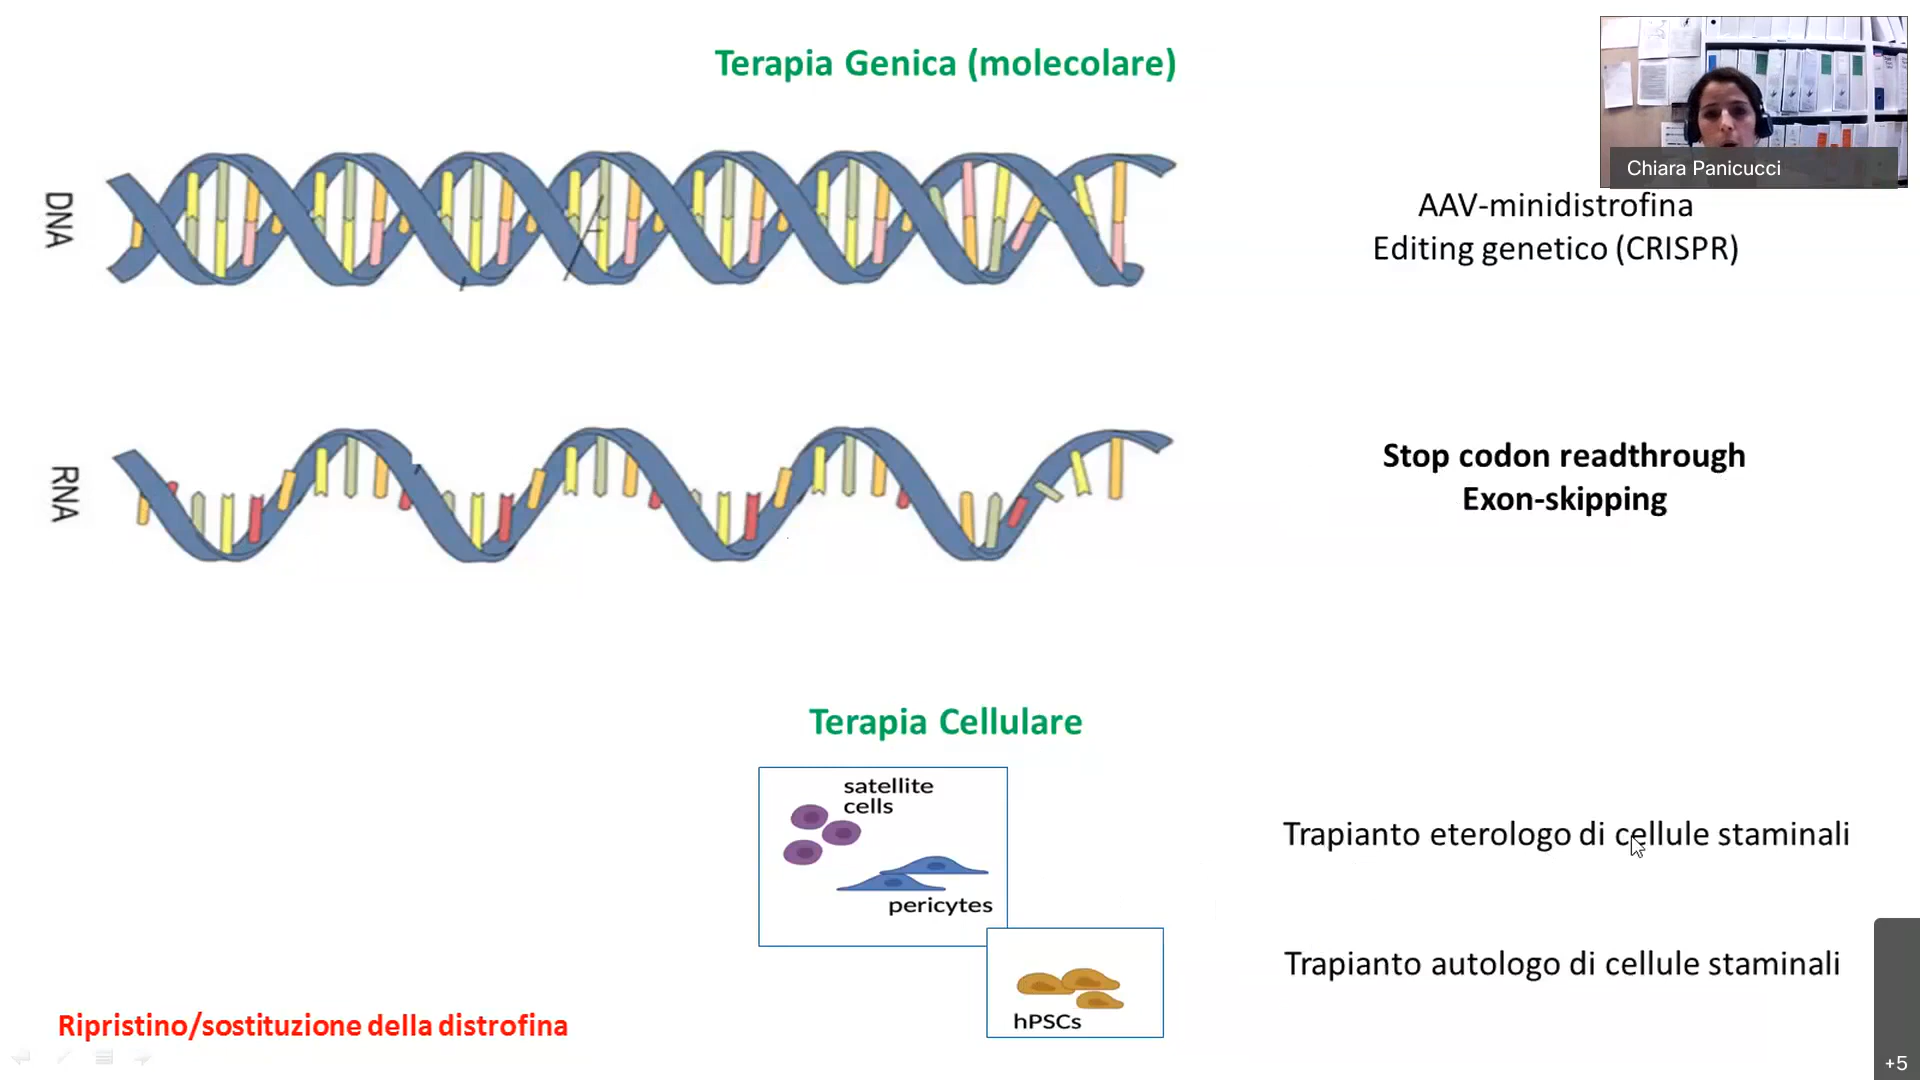 Terapia Genica (molecolare)
Chiara Panicucci
DNA
AAV-minidistrofina
Editing genetico (CRISPR)
RNA
Stop codon readthrough
Exon-skipping
Terapia Cellulare
satellite
cells
pericytes
hPSCs
Trapianto eterologo di cellule staminali
Trapianto autologo di cellule staminali
Ripristino/sostituzione della distrofina
+5